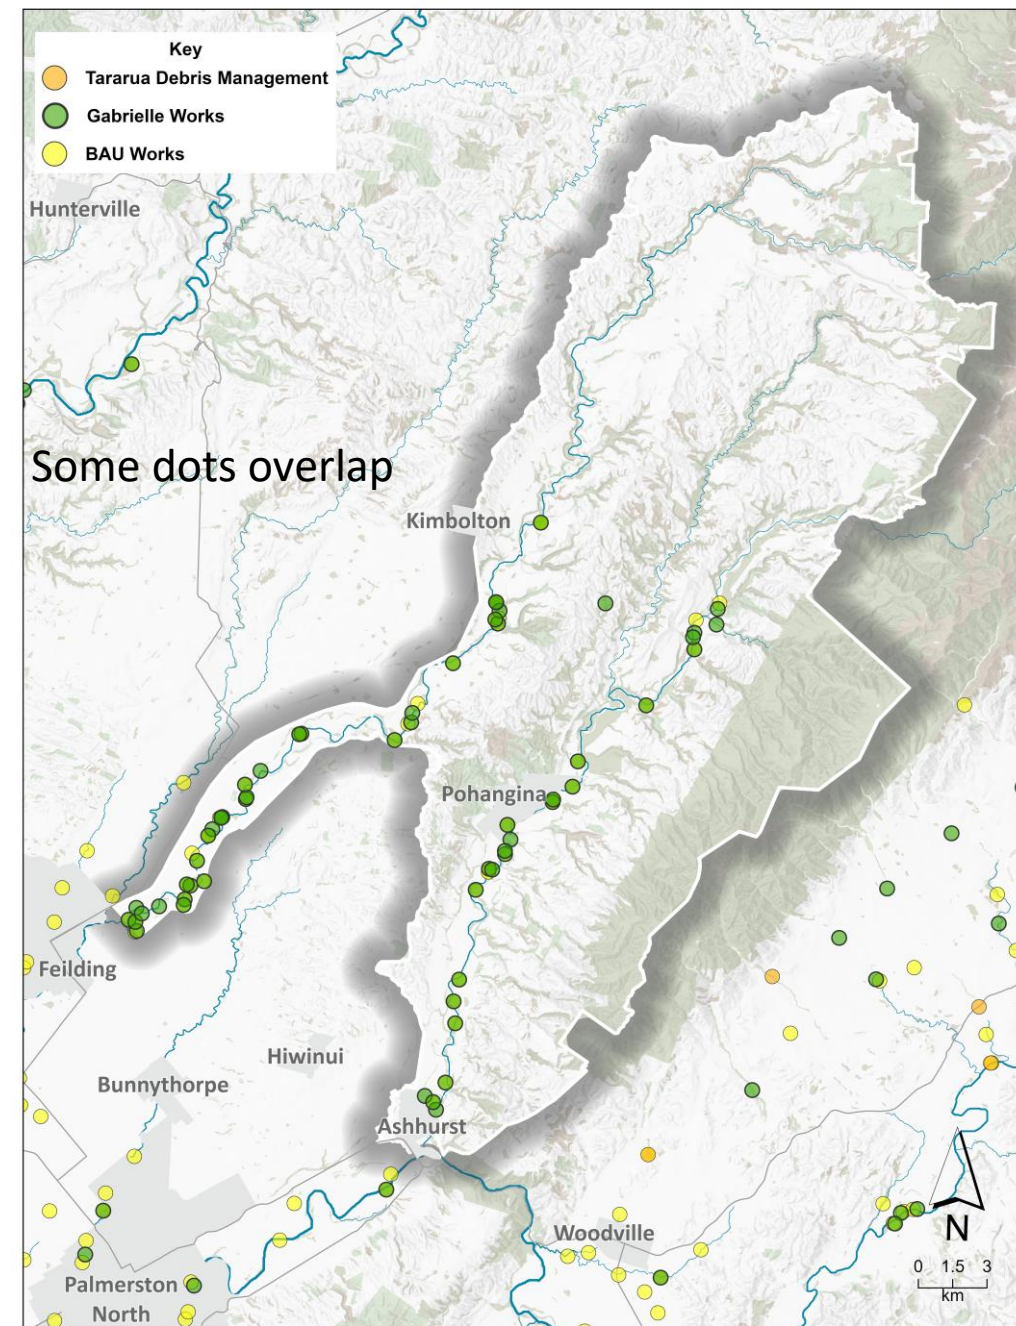 Key
Tararua Debris Management
Gabrielle Works
BAU Works
Hunterville
Some dots overlap
Kimbolton
Pohangina
Feilding
Hiwinui
Bunnythorpe
Ashhurst
Woodville
N
Palmerston
North
0 1.5 3
km